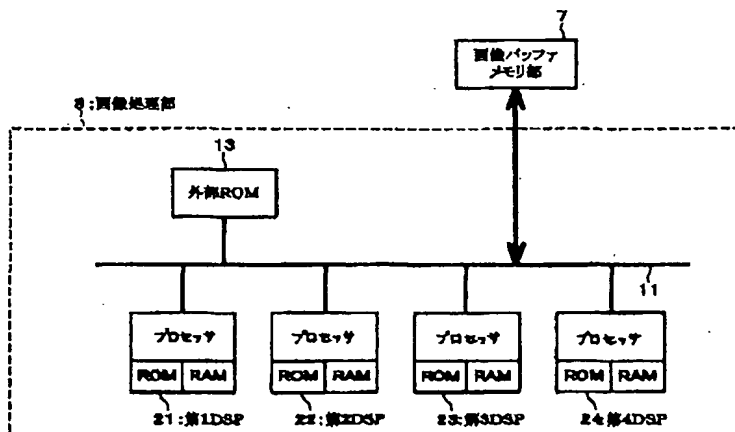 7
画像バッファ
メモリ部
8:画像処理部
13
外部ROM
11
プロセッサ
ROM
RAM
プロセッサ
ROM
RAM
プロセッサ
ROM
RAM
プロセッサ
ROM
RAM
21:第1DSP
22:第2DSP
23:第3DSP
24:第4DSP